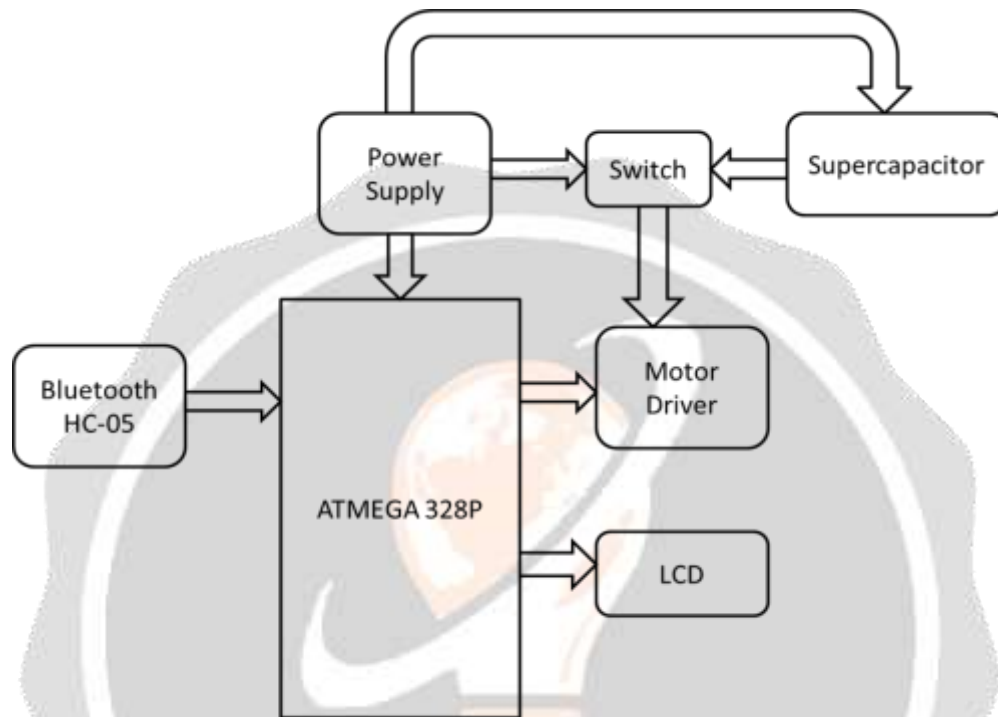 Power
Supply
Switch
Supercapacitor
Bluetooth
HC-05
Motor
Driver
ATMEGA 328P
LCD